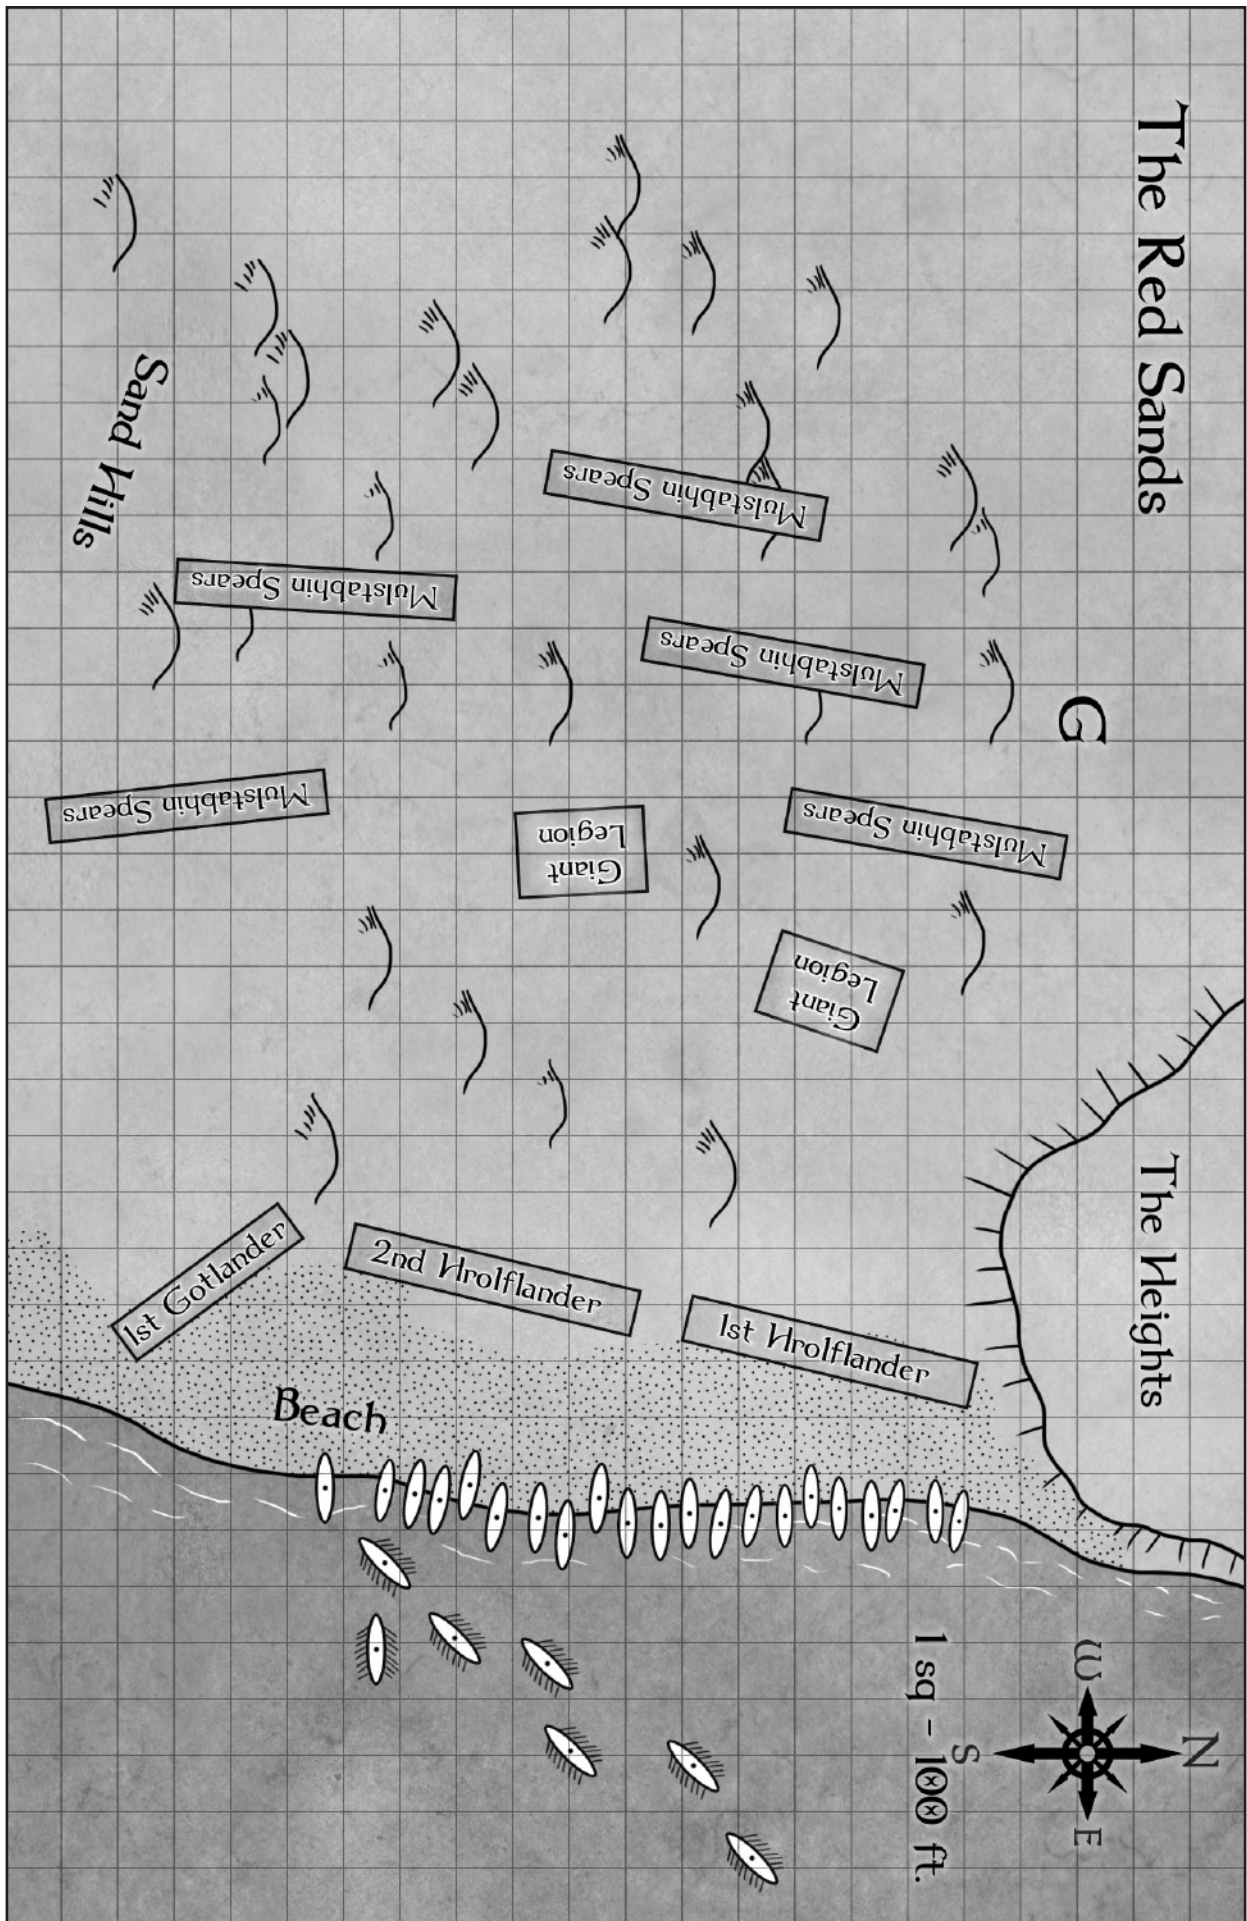 The Red Sands
Sand Hills
G
Mulstabhin Spears
Mulstabhin Spears
Mulstabhin Spears
Mulstabhin Spears
Mulstabhin Spears
Giant
Legion
Giant
Legion
The Heights
1st Gotlander
2nd Hrolflander
1st Hrolflander
Beach
N
W
E
S
1 sq - 100 ft.